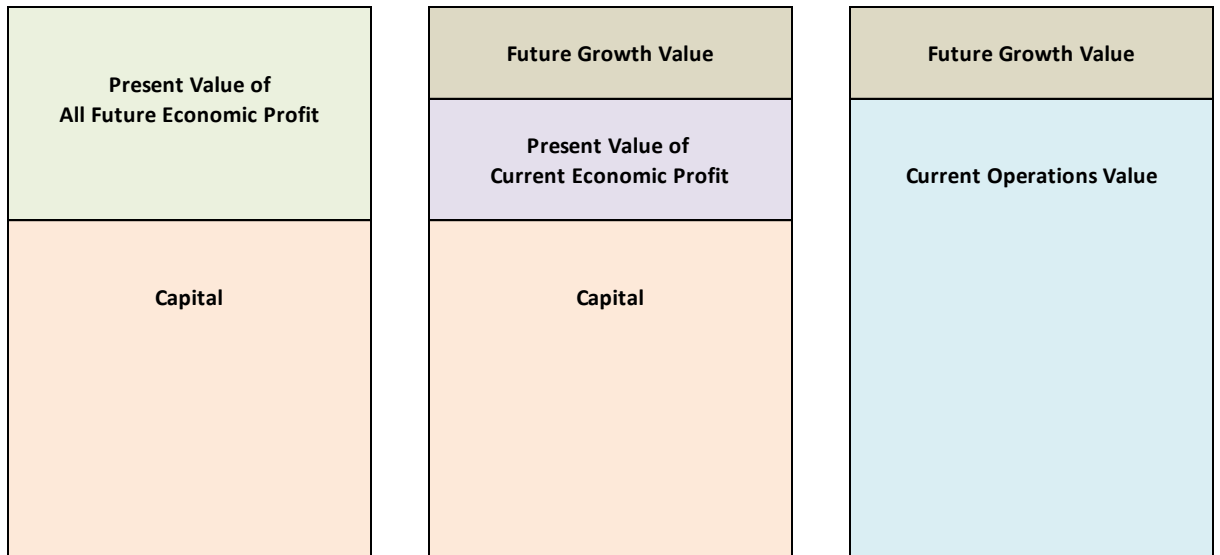 Present Value of
All Future Economic Profit
Capital
Future Growth Value
Present Value of
Current Economic Profit
Capital
Future Growth Value
Current Operations Value